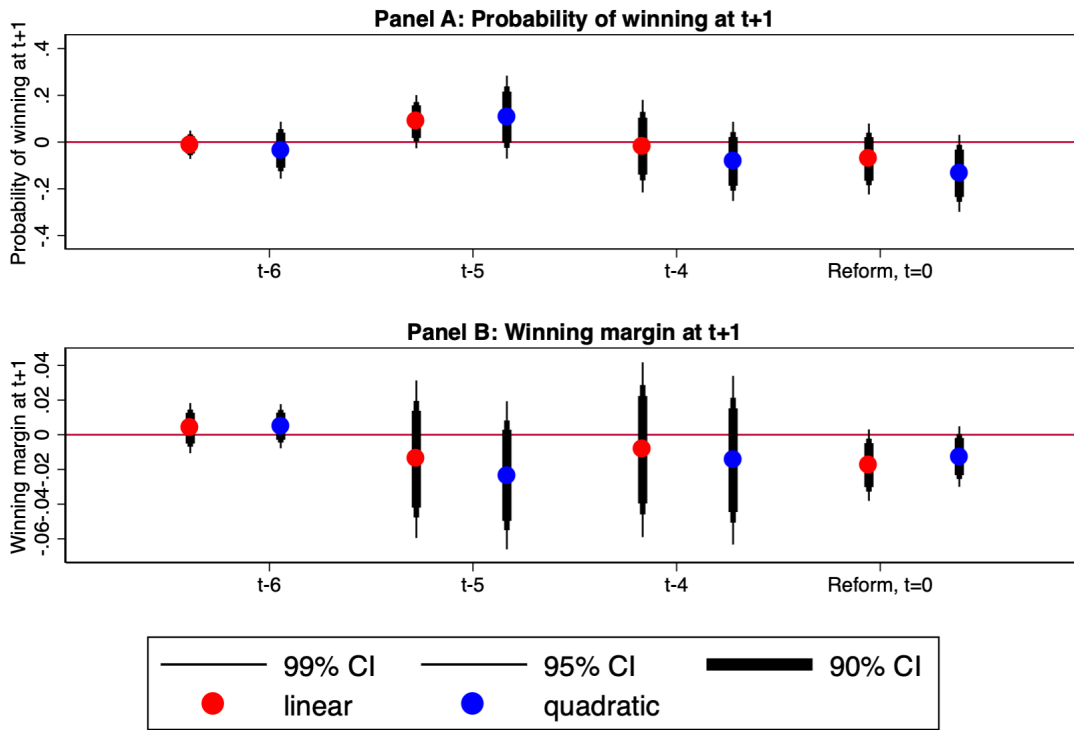 Panel A: Probability of winning at t+1
Probability of winning at t+1
.4
.2
0
-.2
-.4
t-6
t-5
t-4
Reform, t=0
Panel B: Winning margin at t+1
Winning margin at t+1
.04
.02
0
-.02
-.04
-.06
t-6
t-5
t-4
Reform, t=0
99% CI
95% CI
90% CI
linear
quadratic